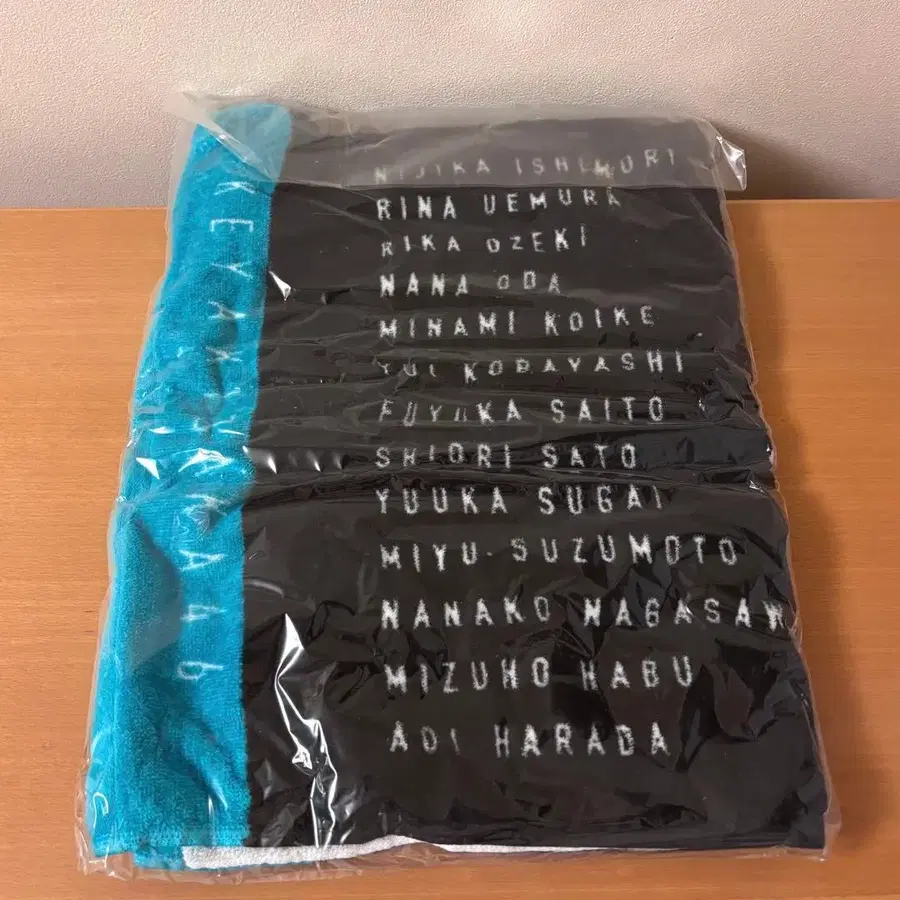 KEYAKIZAKA46
NIJIKA ISHIMORI
RINA UEMURA
RIKA OZEKI
NANA ODA
MINAMI KOIKE
YUI KOBAYASHI
FUYUKA SAITO
SHIORI SATO
YUUKA SUGAI
MIYU SUZUMOTO
NANAKO NAGASAW
MIZUHO HABU
AOI HARADA